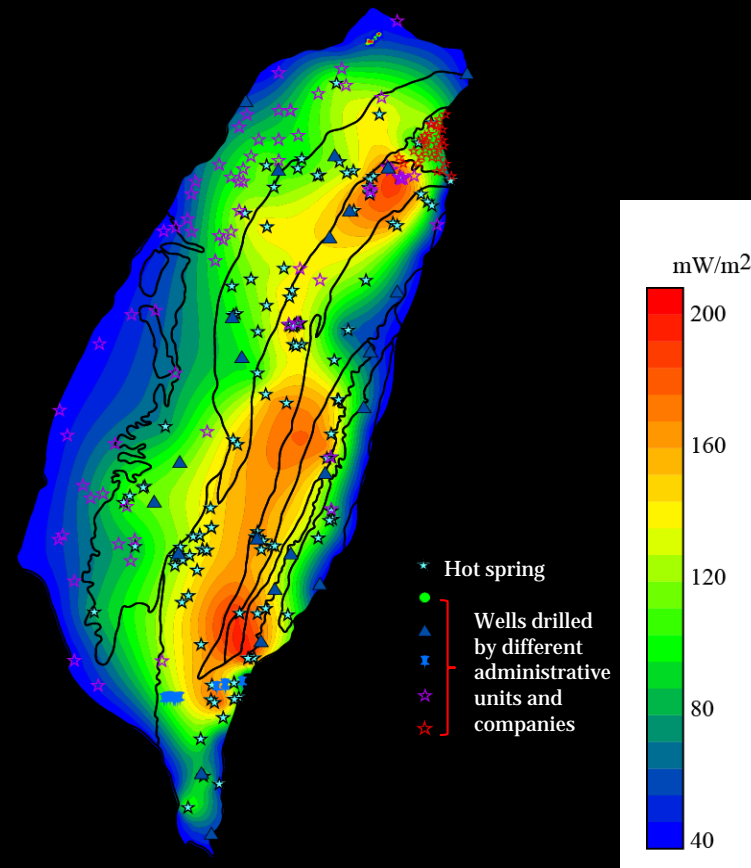 mW/m2
200
160
120
80
40
Hot spring
Wells drilled
by different
administrative
units and
companies